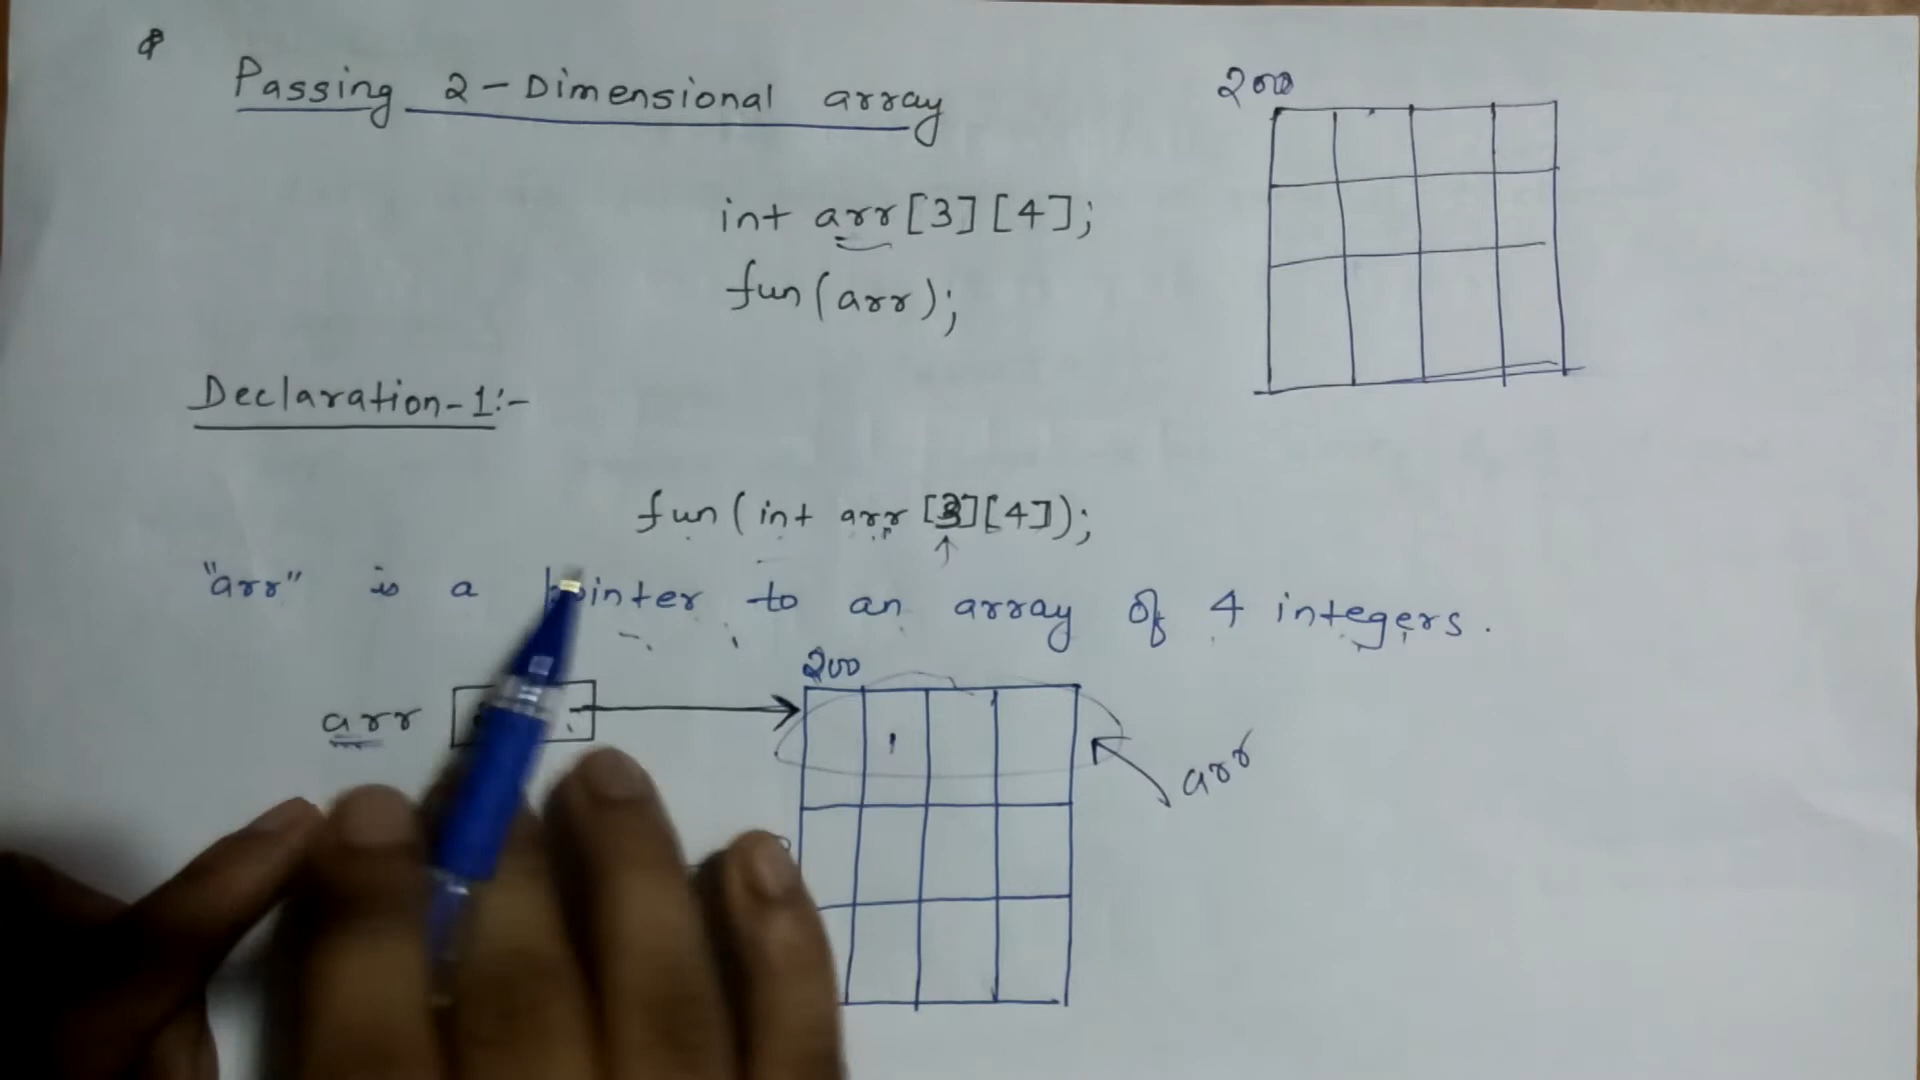 Passing 2-Dimensional array
200
int arr[3][4];
fun(arr);
Declaration-1:-
fun(int arr[3][4]);
"arr" is a pointer to an array of 4 integers.
200
arr
arr